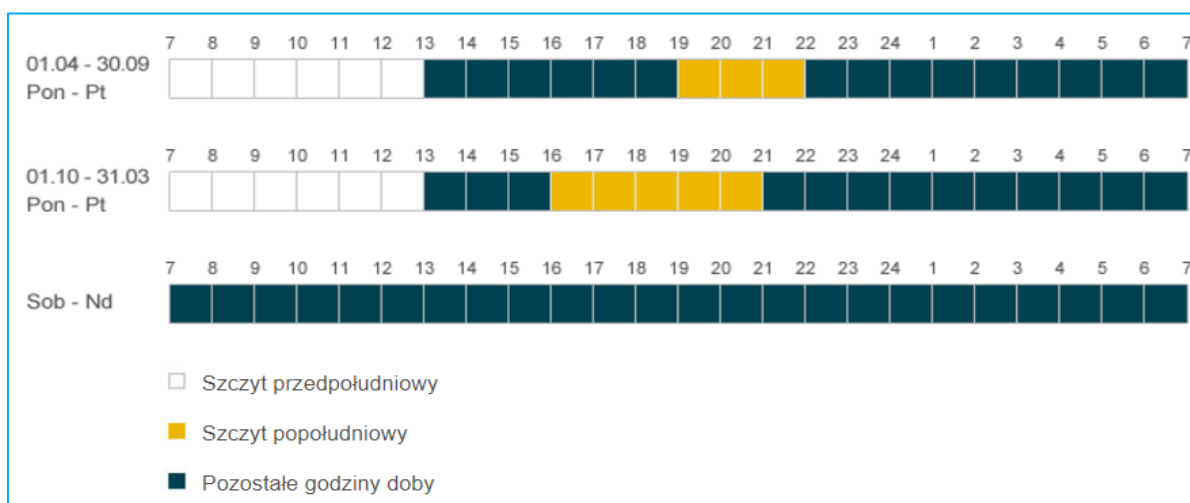 7 8 9 10 11 12 13 14 15 16 17 18 19 20 21 22 23 24 1 2 3 4 5 6 7
01.04 - 30.09
Pon - Pt
7 8 9 10 11 12 13 14 15 16 17 18 19 20 21 22 23 24 1 2 3 4 5 6 7
01.10 - 31.03
Pon - Pt
7 8 9 10 11 12 13 14 15 16 17 18 19 20 21 22 23 24 1 2 3 4 5 6 7
Sob - Nd
Szczyt przedpołudniowy
Szczyt popołudniowy
Pozostałe godziny doby